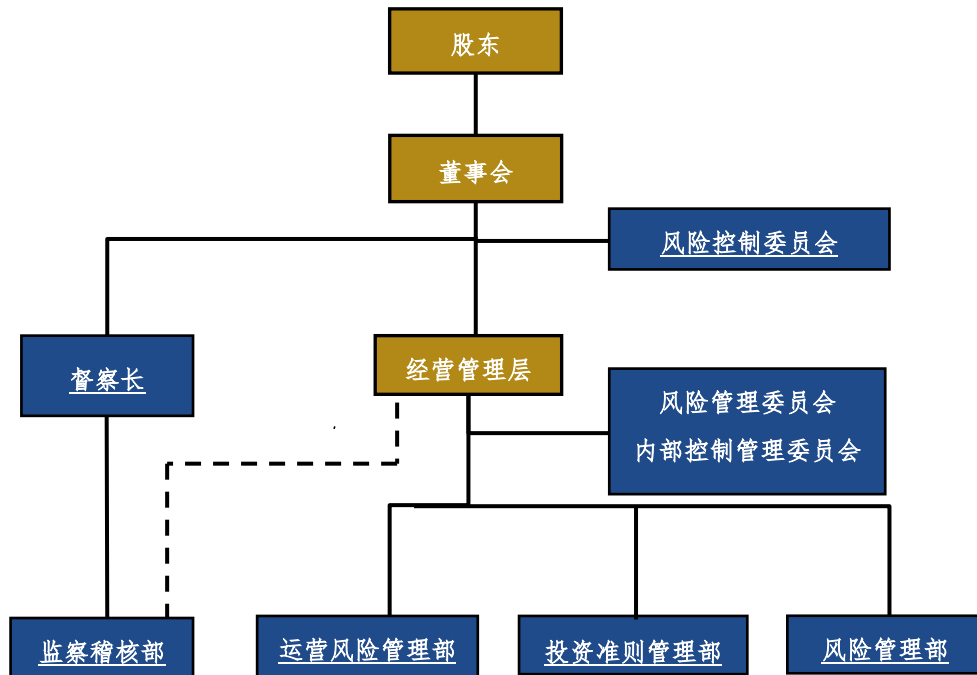 股东
董事会
风险控制委员会
督察长
经营管理层
风险管理委员会
内部控制管理委员会
监察稽核部
运营风险管理部
投资准则管理部
风险管理部